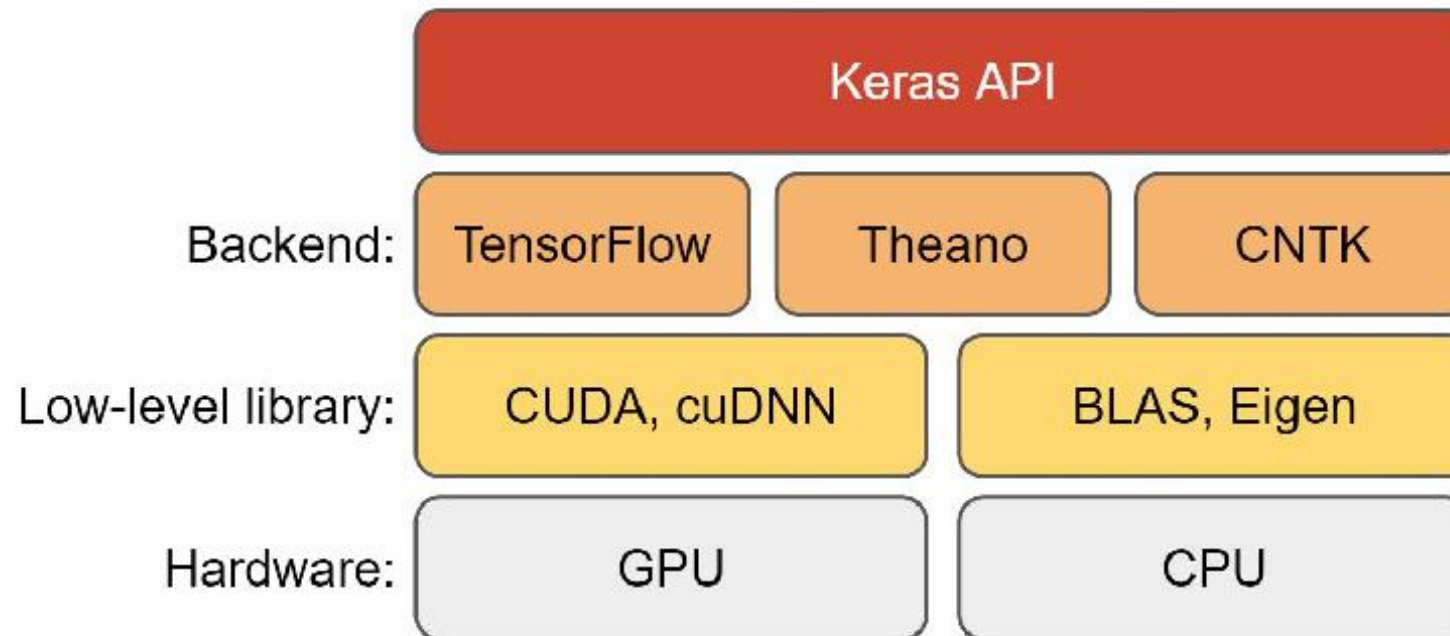 Keras API
Backend: TensorFlow Theano CNTK
Low-level library: CUDA, cuDNN BLAS, Eigen
Hardware: GPU CPU